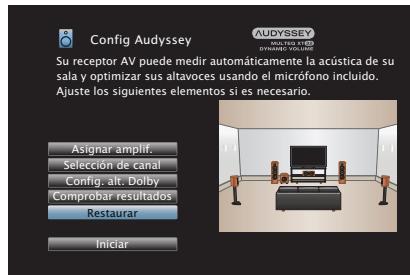 Config Audyssey
AUDYSSEY
MULTEQ XT32
DYNAMIC VOLUME
Su receptor AV puede medir automáticamente la acústica de su
sala y optimizar sus altavoces usando el micrófono incluido.
Ajuste los siguientes elementos si es necesario.
Asignar amplif.
Selección de canal
Config. alt. Dolby
Comprobar resultados
Restaurar
Iniciar